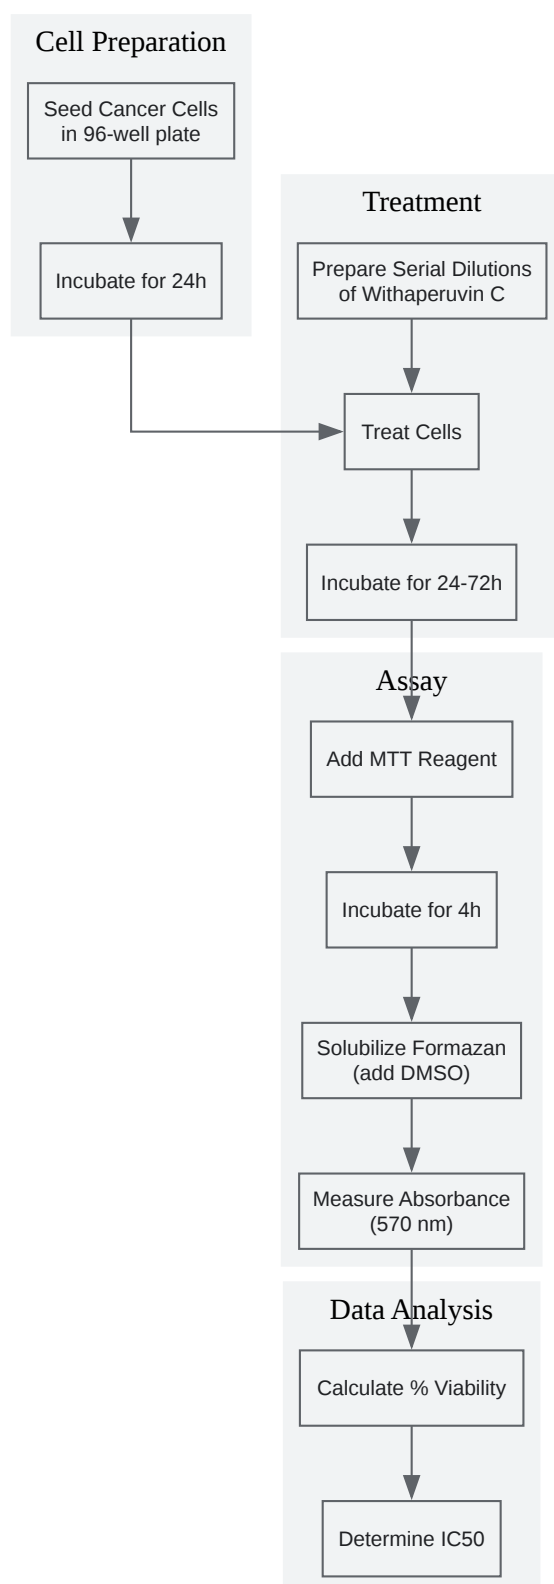 Cell Preparation
Seed Cancer Cells
in 96-well plate
Incubate for 24h
Treatment
Prepare Serial Dilutions
of Withaperuvin C
Treat Cells
Incubate for 24-72h
Assay
Add MTT Reagent
Incubate for 4h
Solubilize Formazan
(add DMSO)
Measure Absorbance
(570 nm)
Data Analysis
Calculate % Viability
Determine IC50